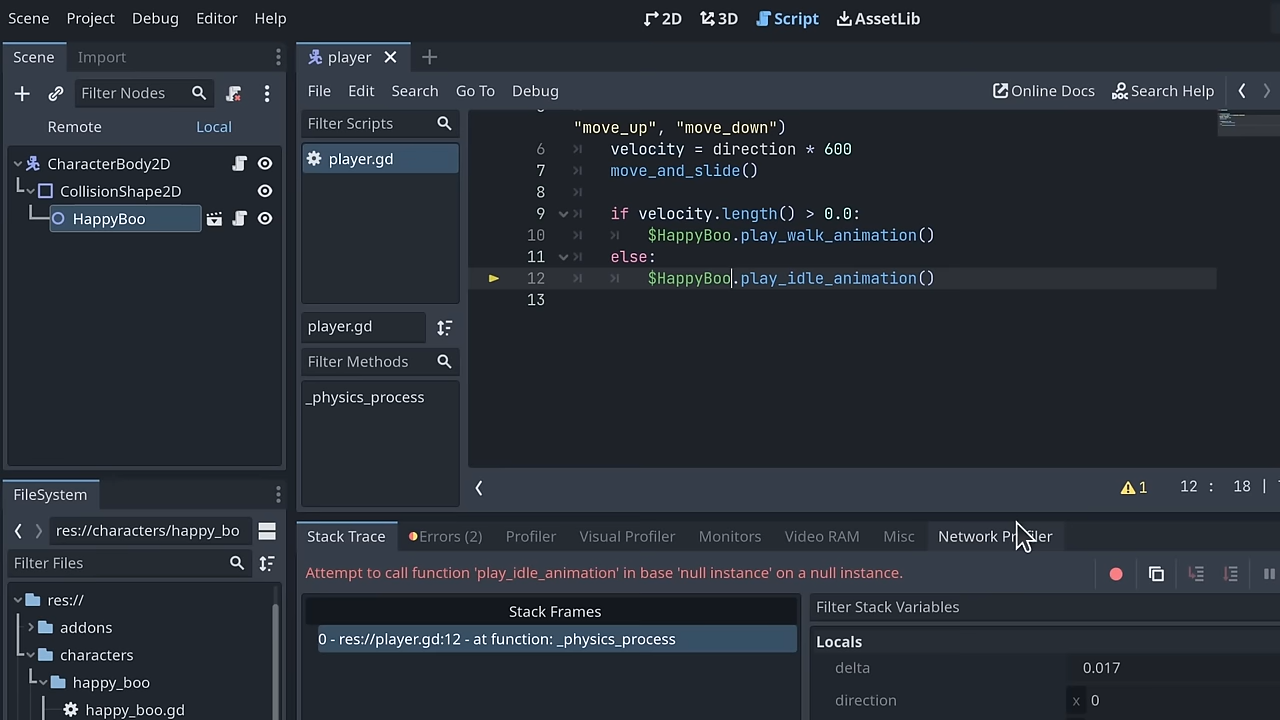 Scene Project Debug Editor Help 2D 3D Script AssetLib
Scene Import
Filter Nodes
Remote Local
CharacterBody2D
CollisionShape2D
HappyBoo
FileSystem
res://characters/happy_bo
Filter Files
res://
addons
characters
happy_boo
happy_boo.gd
player
File Edit Search Go To Debug Online Docs Search Help
Filter Scripts
player.gd
player.gd
Filter Methods
_physics_process
"move_up", "move_down")
6 velocity = direction * 600
7 move_and_slide()
8
9 if velocity.length() > 0.0:
10 $HappyBoo.play_walk_animation()
11 else:
12 $HappyBoo.play_idle_animation()
13
1 12 : 18 |
Stack Trace Errors (2) Profiler Visual Profiler Monitors Video RAM Misc Network Profiler
Attempt to call function 'play_idle_animation' in base 'null instance' on a null instance.
Stack Frames
0 - res://player.gd:12 - at function: _physics_process
Filter Stack Variables
Locals
delta 0.017
direction x 0